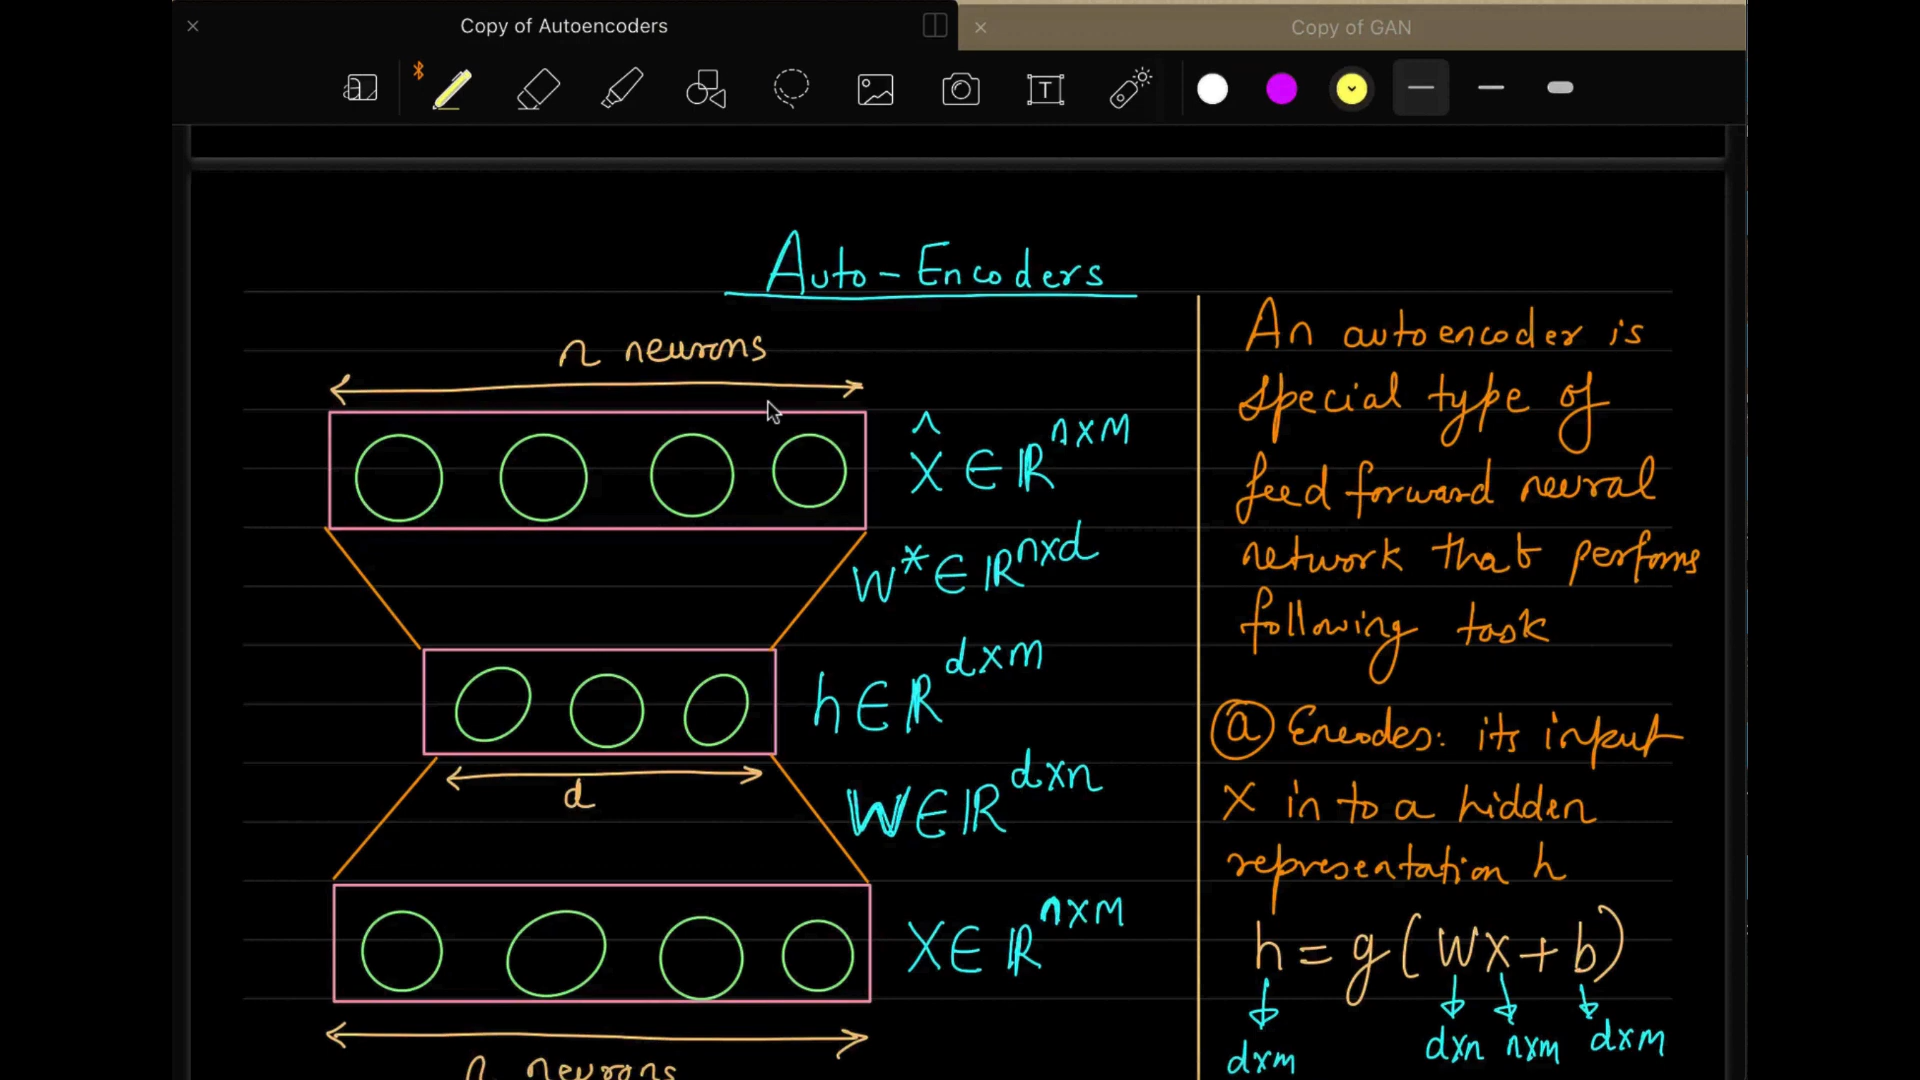 Copy of Autoencoders
Copy of GAN
Auto-Encoders
n neurons
X̂ ∈ ℝ^{n×m}
W* ∈ ℝ^{n×d}
h ∈ ℝ^{d×m}
d
W ∈ ℝ^{d×n}
X ∈ ℝ^{n×m}
n neurons
An autoencoder is
special type of
feed forward neural
network that performs
following task
(a) Encodes: its input
X in to a hidden
representation h
h = g(Wx + b)
d×m d×n n×m d×m